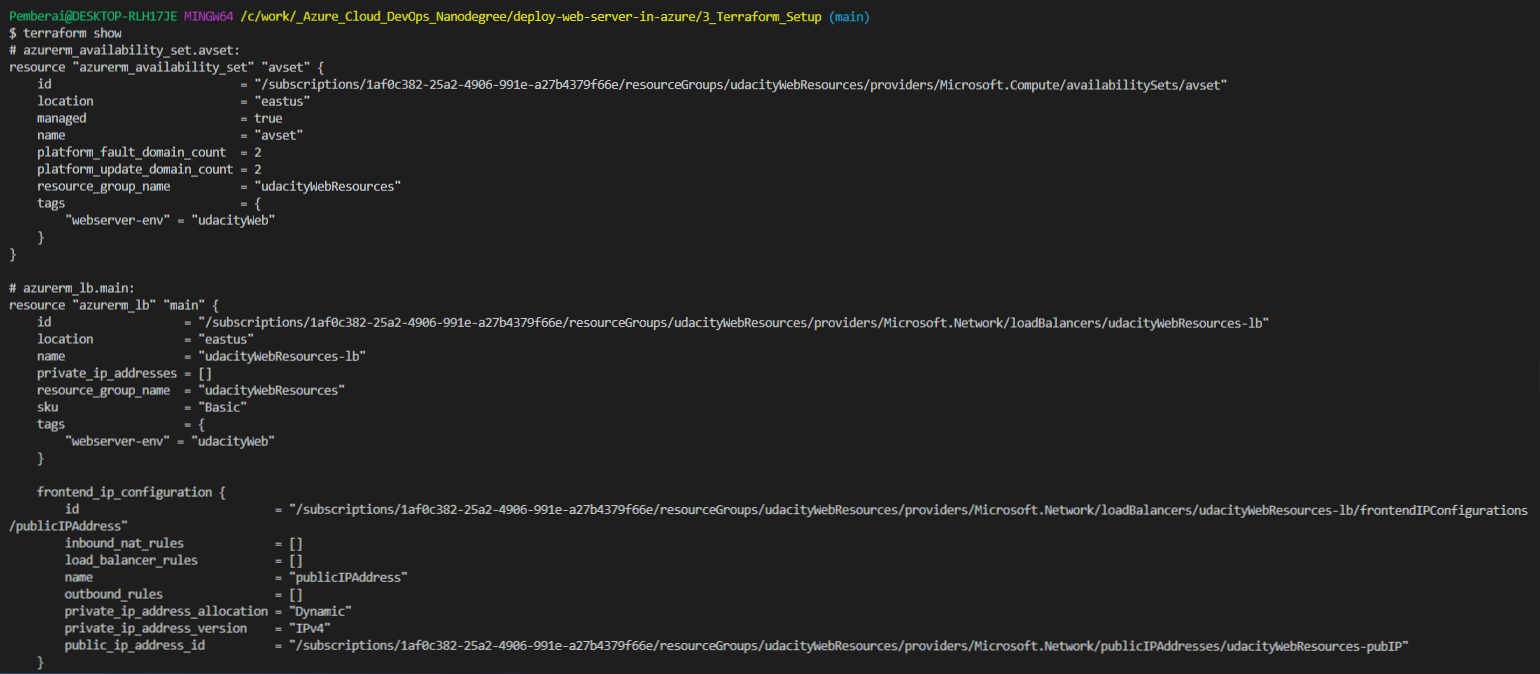 Pemberai@DESKTOP-RLH17JE MINGW64 /c/work/_Azure_Cloud_DevOps_Nanodegree/deploy-web-server-in-azure/3_Terraform_Setup (main)
$ terraform show
# azurerm_availability_set.avset:
resource "azurerm_availability_set" "avset" {
    id                           = "/subscriptions/1af0c382-25a2-4906-991e-a27b4379f66e/resourceGroups/udacityWebResources/providers/Microsoft.Compute/availabilitySets/avset"
    location                     = "eastus"
    managed                      = true
    name                         = "avset"
    platform_fault_domain_count  = 2
    platform_update_domain_count = 2
    resource_group_name          = "udacityWebResources"
    tags                         = {
        "webserver-env" = "udacityWeb"
    }
}

# azurerm_lb.main:
resource "azurerm_lb" "main" {
    id                   = "/subscriptions/1af0c382-25a2-4906-991e-a27b4379f66e/resourceGroups/udacityWebResources/providers/Microsoft.Network/loadBalancers/udacityWebResources-lb"
    location             = "eastus"
    name                 = "udacityWebResources-lb"
    private_ip_addresses = []
    resource_group_name  = "udacityWebResources"
    sku                  = "Basic"
    tags                 = {
        "webserver-env" = "udacityWeb"
    }

    frontend_ip_configuration {
        id                            = "/subscriptions/1af0c382-25a2-4906-991e-a27b4379f66e/resourceGroups/udacityWebResources/providers/Microsoft.Network/loadBalancers/udacityWebResources-lb/frontendIPConfigurations
/publicIPAddress"
        inbound_nat_rules             = []
        load_balancer_rules           = []
        name                          = "publicIPAddress"
        outbound_rules                = []
        private_ip_address_allocation = "Dynamic"
        private_ip_address_version    = "IPv4"
        public_ip_address_id          = "/subscriptions/1af0c382-25a2-4906-991e-a27b4379f66e/resourceGroups/udacityWebResources/providers/Microsoft.Network/publicIPAddresses/udacityWebResources-pubIP"
    }